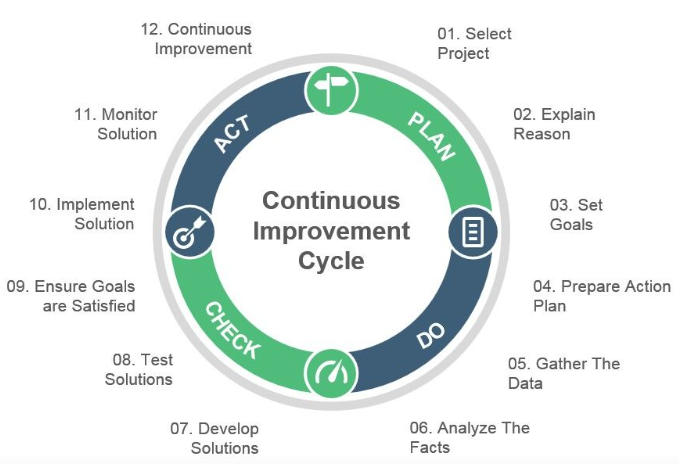 Continuous
Improvement
Cycle
PLAN
DO
CHECK
ACT
01. Select
Project
02. Explain
Reason
03. Set
Goals
04. Prepare Action
Plan
05. Gather The
Data
06. Analyze The
Facts
07. Develop
Solutions
08. Test
Solutions
09. Ensure Goals
are Satisfied
10. Implement
Solution
11. Monitor
Solution
12. Continuous
Improvement